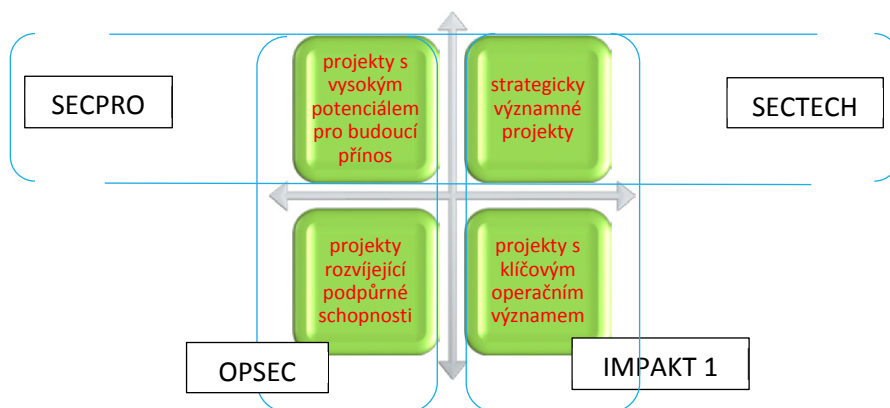 projekty s
vysokým
potenciálem
pro budoucí
přínos
strategicky
významné
projekty
SECPRO
SECTECH
projekty
rozvíjející
podpůrné
schopnosti
projekty s
klíčovým
operačním
významem
OPSEC
IMPAKT 1